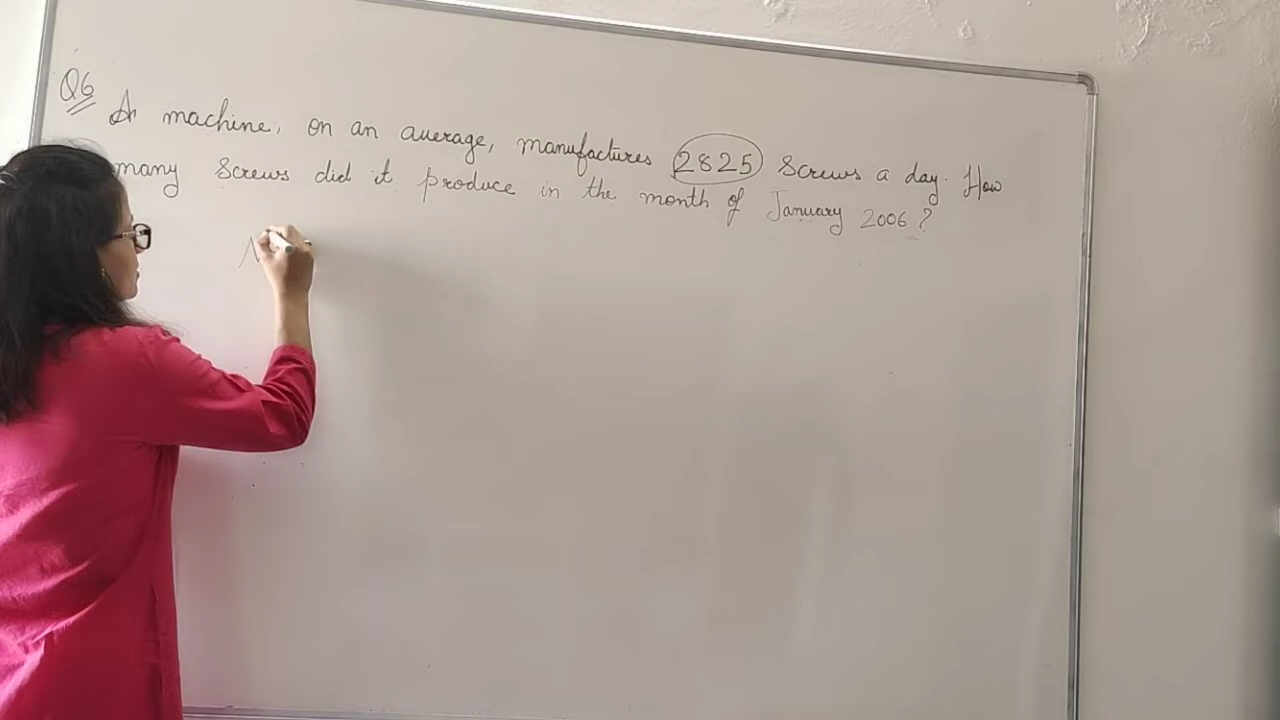 Q6
A machine, on an average, manufactures 2825 Screws a day. How
many Screws did it produce in the month of January 2006?
N